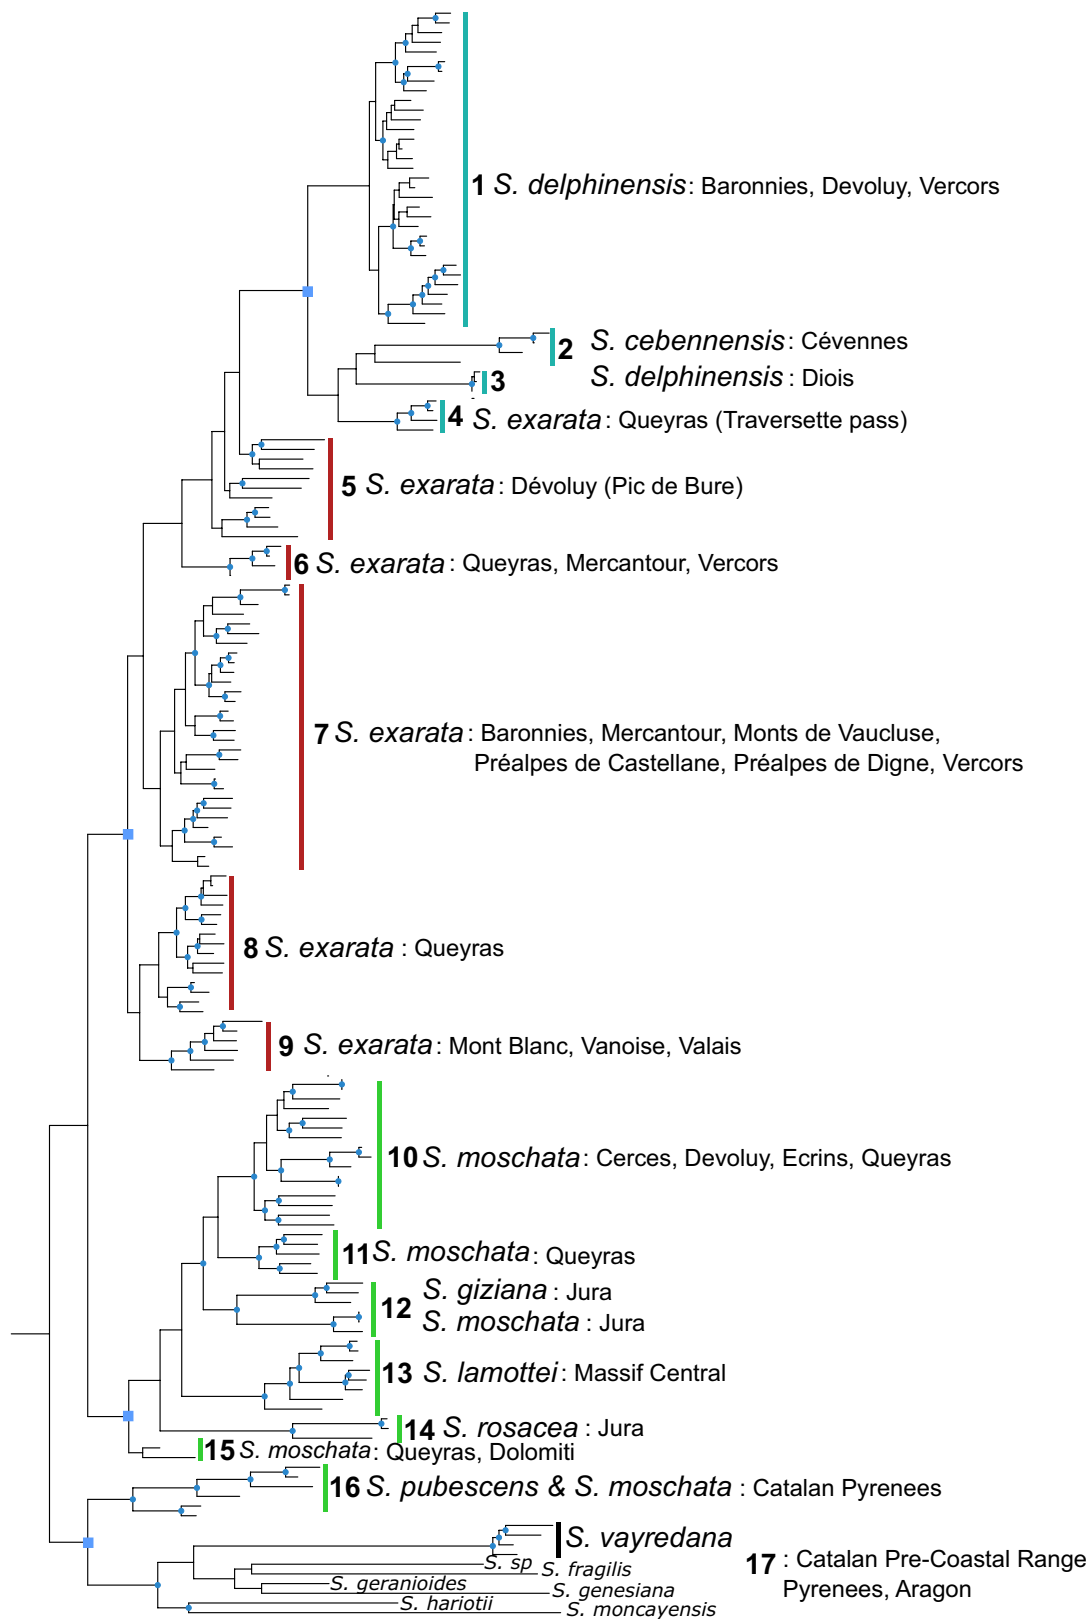 1 S. delphinensis: Baronnies, Devoluy, Vercors
2 S. cebennensis: Cévennes
3 S. delphinensis: Diois
4 S. exarata: Queyras (Traversette pass)
5 S. exarata: Dévoluy (Pic de Bure)
6 S. exarata: Queyras, Mercantour, Vercors
7 S. exarata: Baronnies, Mercantour, Monts de Vaucluse,
Préalpes de Castellane, Préalpes de Digne, Vercors
8 S. exarata : Queyras
9 S. exarata: Mont Blanc, Vanoise, Valais
10 S. moschata: Cerces, Devoluy, Ecrins, Queyras
11 S. moschata: Queyras
S. giziana : Jura
12
S. moschata : Jura
13 S. lamottei: Massif Central
14 S. rosacea : Jura
15 S. moschata: Queyras, Dolomiti
16 S. pubescens & S. moschata : Catalan Pyrenees
S. vayredana
17 : Catalan Pre-Coastal Range
Pyrenees, Aragon
S. sp
S. fragilis
S. geranioides
S. genesiana
S. hariotii
S. moncayensis